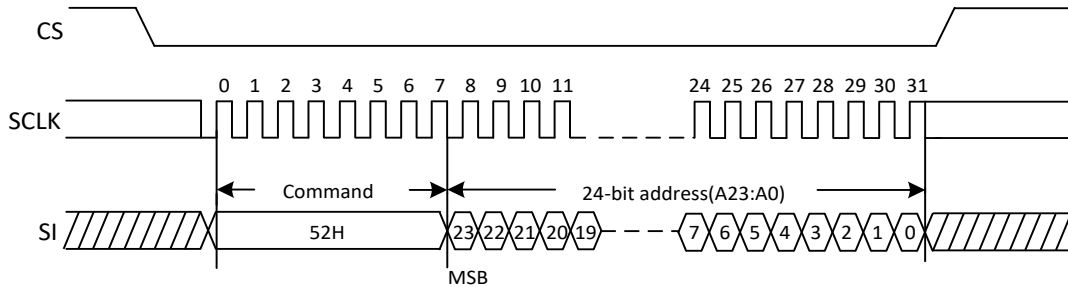 CS
0 1 2 3 4 5 6 7 8 9 10 11 24 25 26 27 28 29 30 31
SCLK
Command 24-bit address(A23:A0)
SI 52H 23 22 21 20 19 7 6 5 4 3 2 1 0
MSB